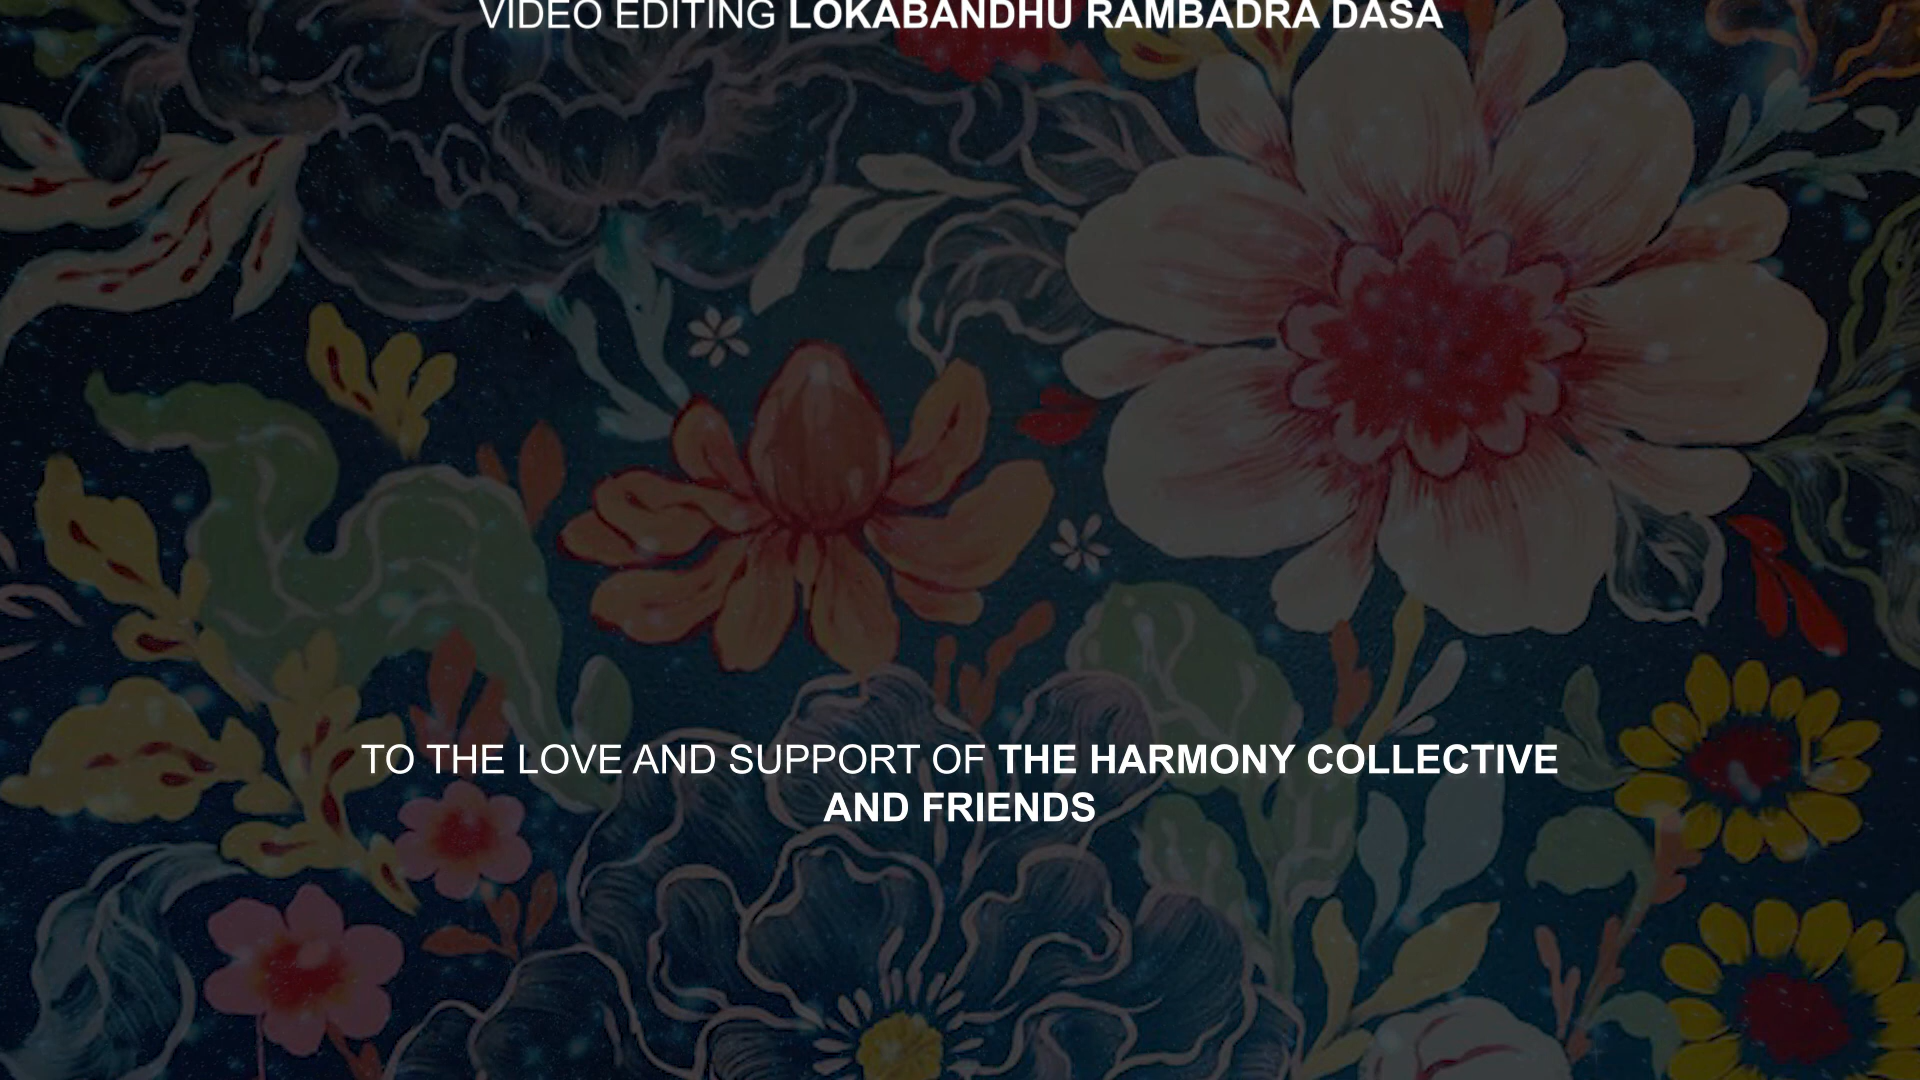 VIDEO EDITING LOKABANDHU RAMBADRA DASA
TO THE LOVE AND SUPPORT OF THE HARMONY COLLECTIVE
AND FRIENDS